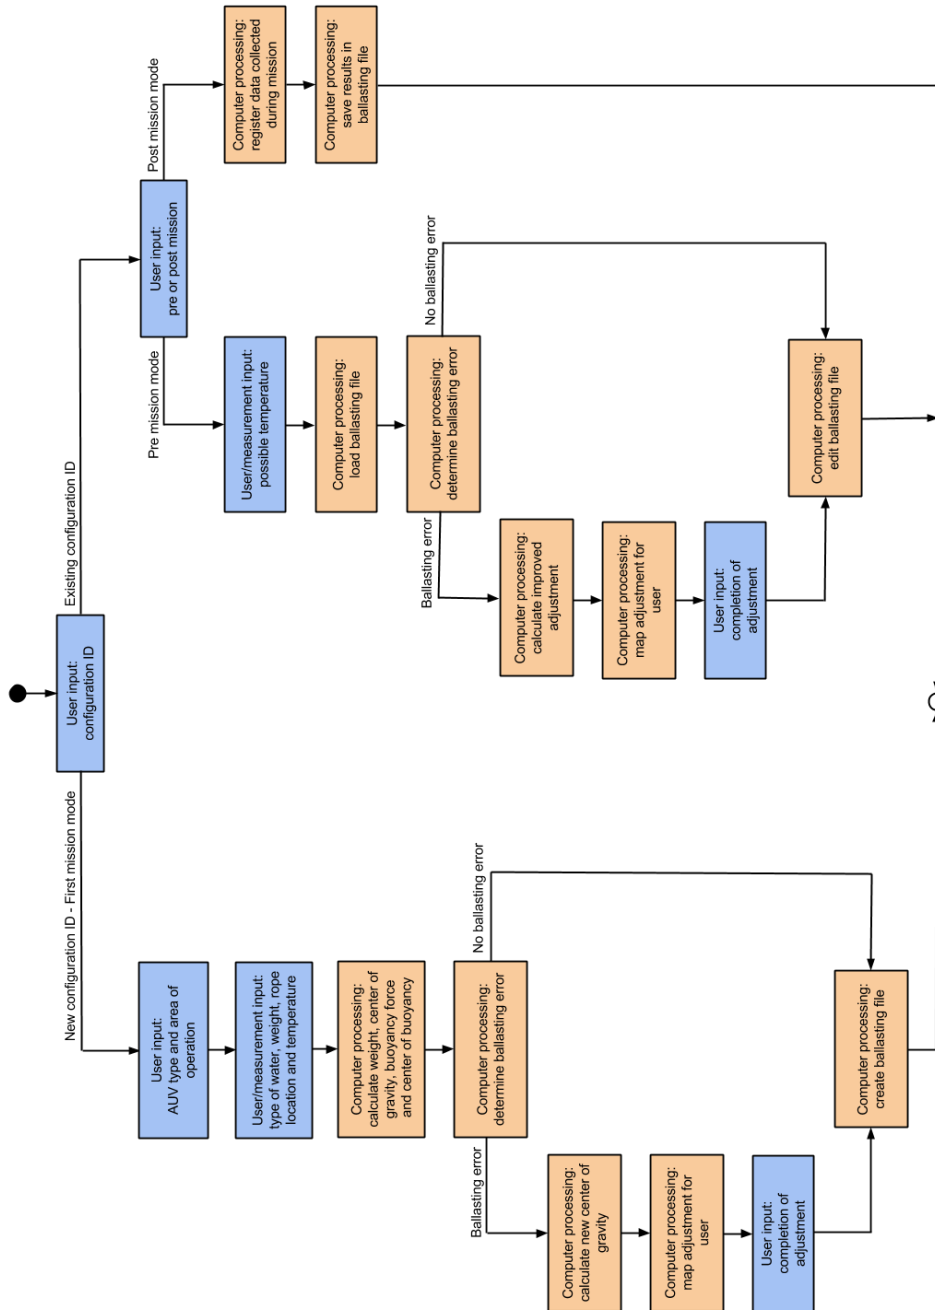 User input:
configuration ID
New configuration ID - First mission mode
Existing configuration ID
User input:
AUV type and area of
operation
User/measurement input:
type of water, weight, rope
location and temperature
Computer processing:
calculate weight, center of
gravity, buoyancy force
and center of buoyancy
Computer processing:
determine ballasting error
Ballasting error
No ballasting error
Computer processing:
calculate new center of
gravity
Computer processing:
map adjustment for
user
User input:
completion of
adjustment
Computer processing:
create ballasting file
User input:
pre or post mission
Pre mission mode
Post mission mode
User/measurement input:
possible temperature
Computer processing:
load ballasting file
Computer processing:
determine ballasting error
Ballasting error
No ballasting error
Computer processing:
calculate improved
adjustment
Computer processing:
map adjustment for
user
User input:
completion of
adjustment
Computer processing:
edit ballasting file
Computer processing:
register data collected
during mission
Computer processing:
save results in
ballasting file